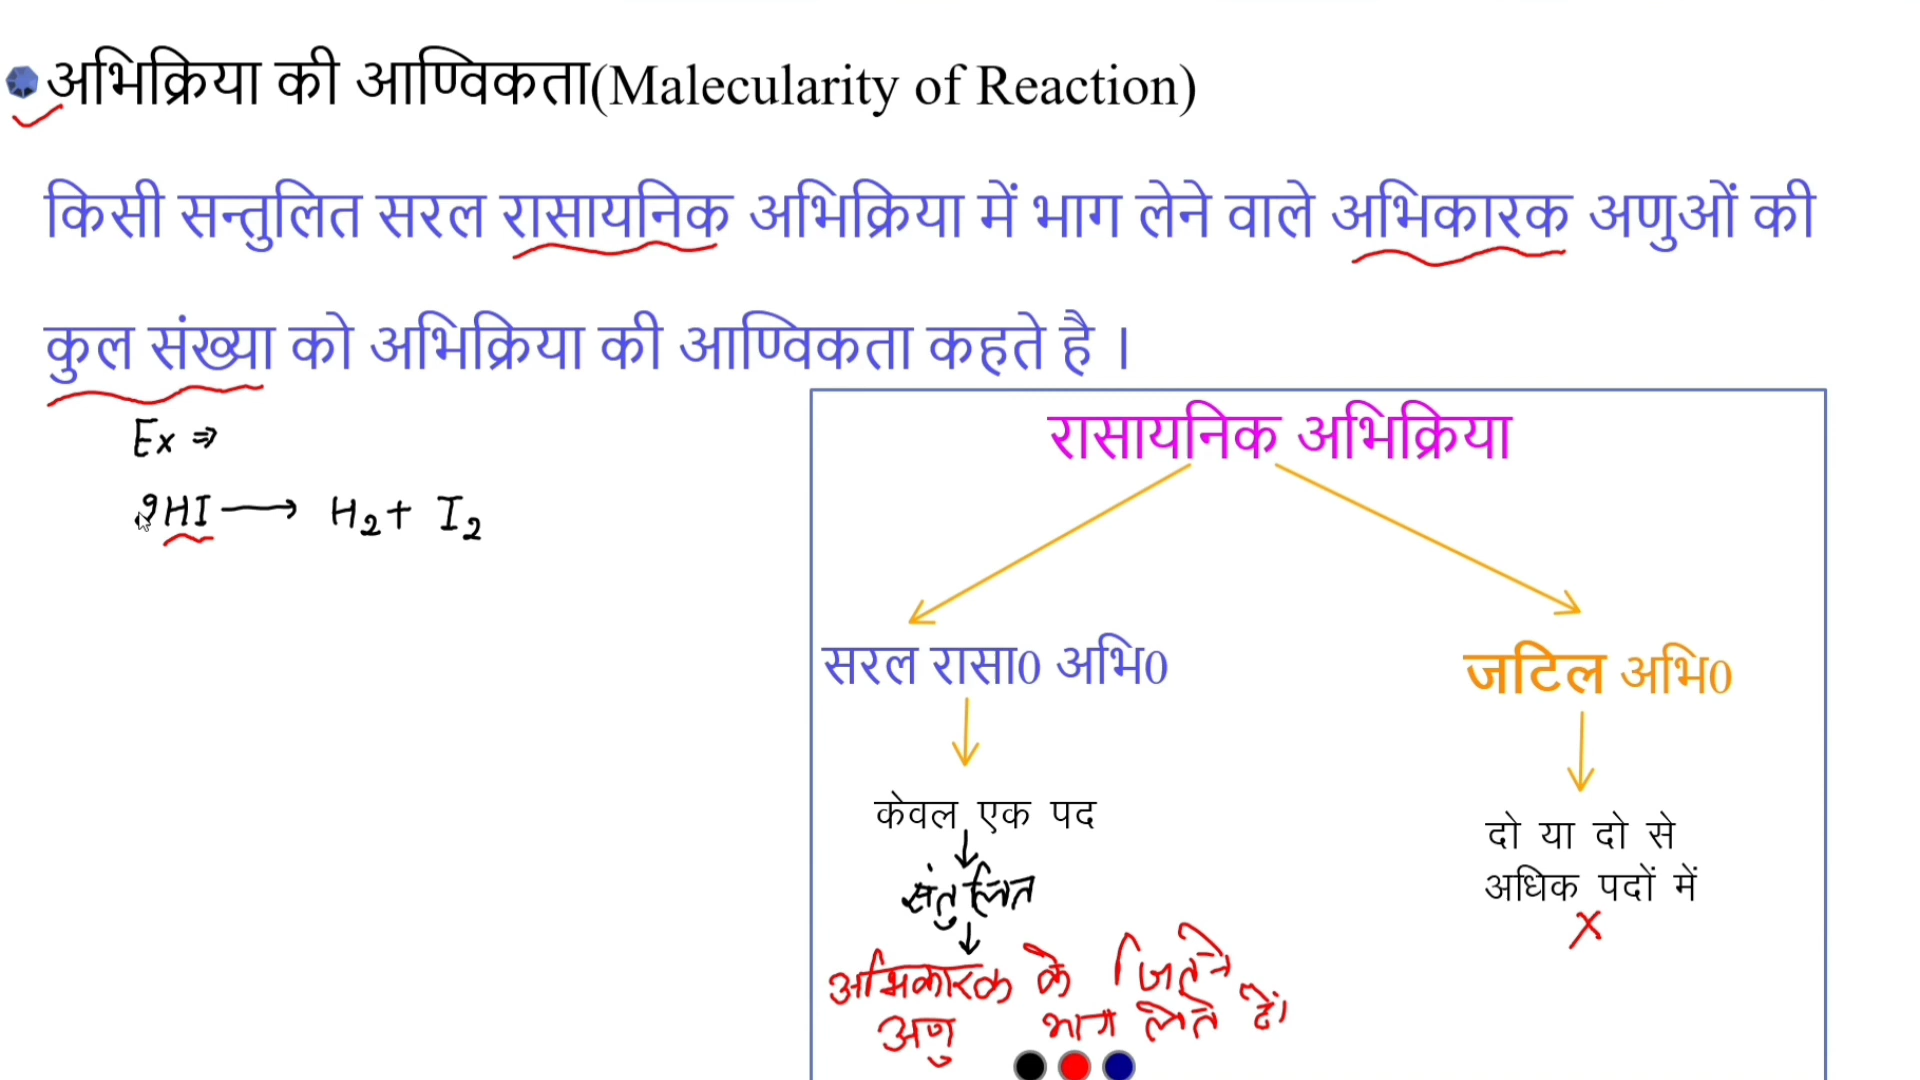 अभिक्रिया की आण्विकता(Malecularity of Reaction)
किसी सन्तुलित सरल रासायनिक अभिक्रिया में भाग लेने वाले अभिकारक अणुओं की
कुल संख्या को अभिक्रिया की आण्विकता कहते है ।
Ex ⇒
2HI ⟶ H₂ + I₂
रासायनिक अभिक्रिया
सरल रासा0 अभि0
केवल एक पद
संतुलित
अभिकारक के जितने
अणु भाग लेते हैं।
जटिल अभि0
दो या दो से
अधिक पदों में
X